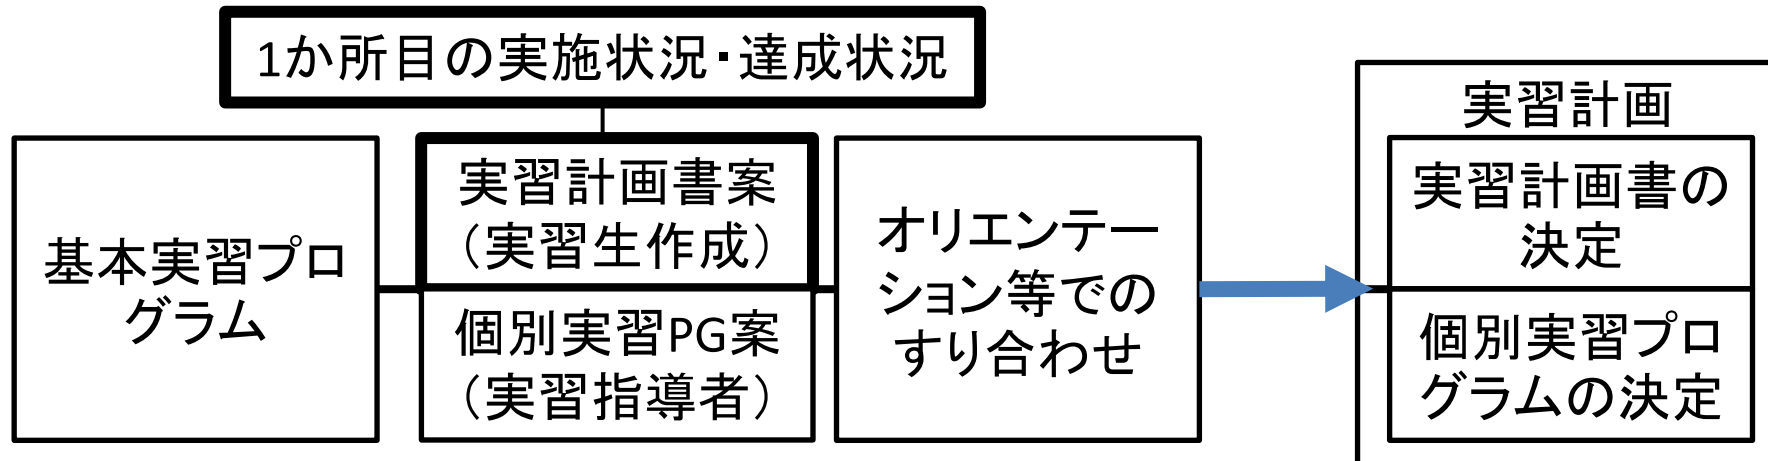 1か所目の実施状況・達成状況
基本実習プロ
グラム
実習計画書案
（実習生作成）
個別実習PG案
（実習指導者）
オリエンテー
ション等での
すり合わせ
実習計画
実習計画書の
決定
個別実習プロ
グラムの決定